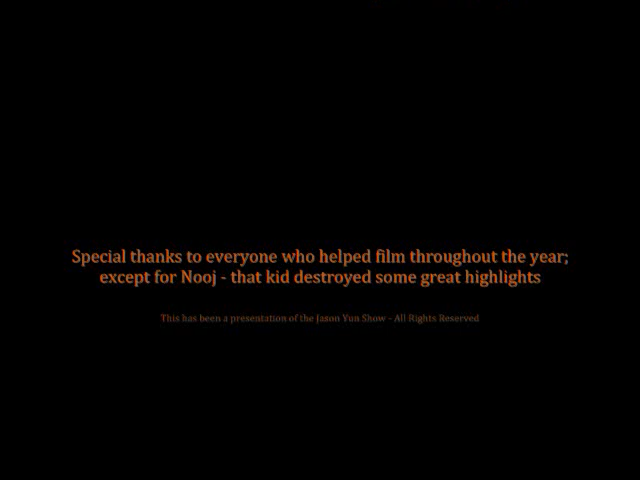 Special thanks to everyone who helped film throughout the year;
except for Nooj - that kid destroyed some great highlights
This has been a presentation of the Jason Yun Show - All Rights Reserved